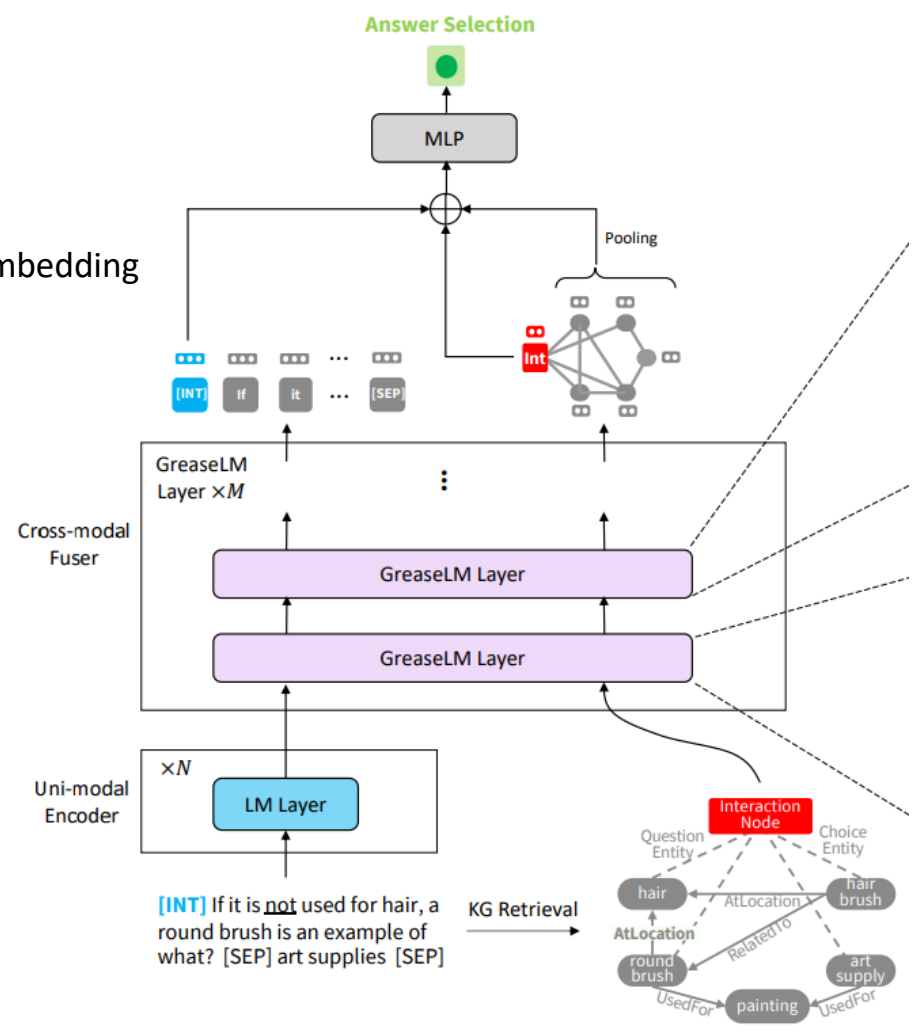 Answer Selection
MLP
Pooling
mbedding
Int
[INT] If it ... [SEP]
GreaseLM
Layer ×M
Cross-modal
Fuser
GreaseLM Layer
GreaseLM Layer
×N
Uni-modal
Encoder
LM Layer
Interaction
Node
Question
Entity
Choice
Entity
hair
hair
brush
AtLocation
[INT] If it is not used for hair, a
round brush is an example of
what? [SEP] art supplies [SEP]
KG Retrieval
AtLocation
RelatedTo
round
brush
art
supply
UsedFor
painting
UsedFor